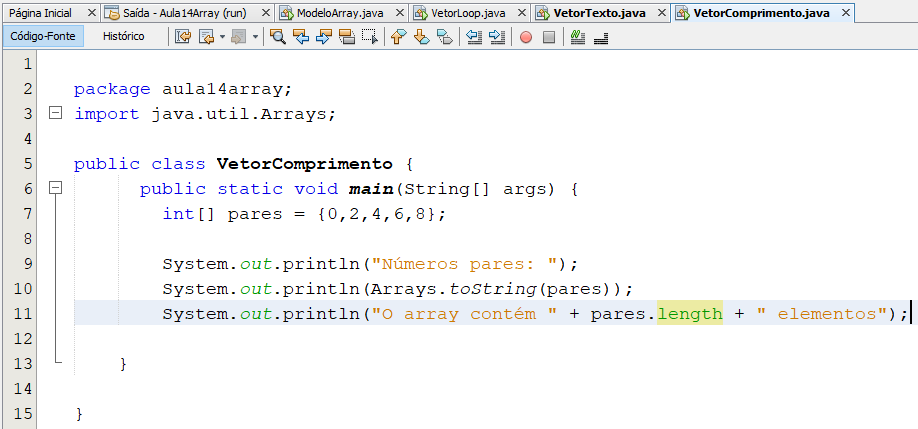 Página Inicial Saída - Aula14Array (run) ModeloArray.java VetorLoop.java VetorTexto.java VetorComprimento.java
Código-Fonte Histórico
1
2 package aula14array;
3 import java.util.Arrays;
4
5 public class VetorComprimento {
6 public static void main(String[] args) {
7 int[] pares = {0,2,4,6,8};
8
9 System.out.println("Números pares: ");
10 System.out.println(Arrays.toString(pares));
11 System.out.println("O array contém " + pares.length + " elementos");
12
13 }
14
15 }